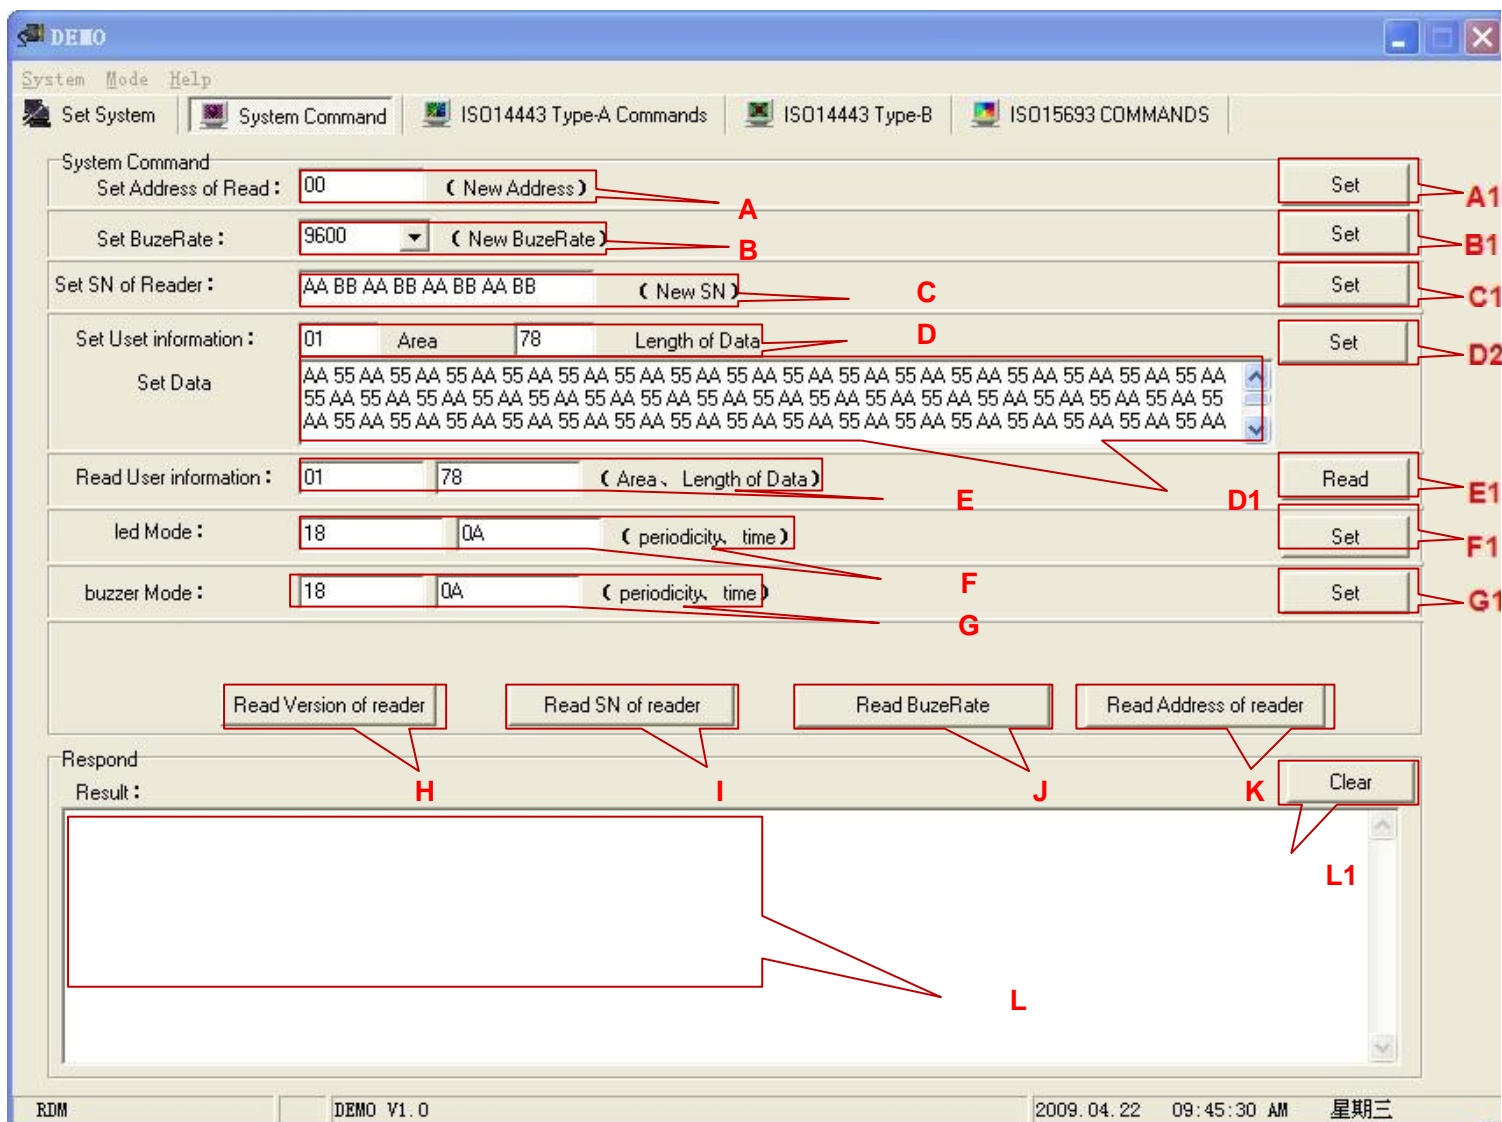 DEMO
System Mode Help
Set System System Command ISO14443 Type-A Commands ISO14443 Type-B ISO15693 COMMANDS
System Command
Set Address of Read： 00 （New Address） Set
A A1
Set BuzeRate： 9600 （New BuzeRate） Set
B B1
Set SN of Reader： AA BB AA BB AA BB AA BB （New SN） Set
C C1
Set Uset information： 01 Area 78 Length of Data Set
D D2
Set Data AA 55 AA 55 AA 55 AA 55 AA 55 AA 55 AA 55 AA 55 AA 55 AA 55 AA 55 AA 55 AA 55 AA 55 AA 55 AA 55 AA
55 AA 55 AA 55 AA 55 AA 55 AA 55 AA 55 AA 55 AA 55 AA 55 AA 55 AA 55 AA 55 AA 55 AA 55 AA 55 AA 55
AA 55 AA 55 AA 55 AA 55 AA 55 AA 55 AA 55 AA 55 AA 55 AA 55 AA 55 AA 55 AA 55 AA 55 AA 55 AA 55 AA
Read User information： 01 78 （Area、Length of Data） Read
E D1 E1
led Mode： 18 0A （periodicity、time） Set
F F1
buzzer Mode： 18 0A （periodicity、time） Set
G G1
Read Version of reader Read SN of reader Read BuzeRate Read Address of reader
H I J K
Respond
Result： Clear
L1
L
RDM DEMO V1.0 2009.04.22 09:45:30 AM 星期三